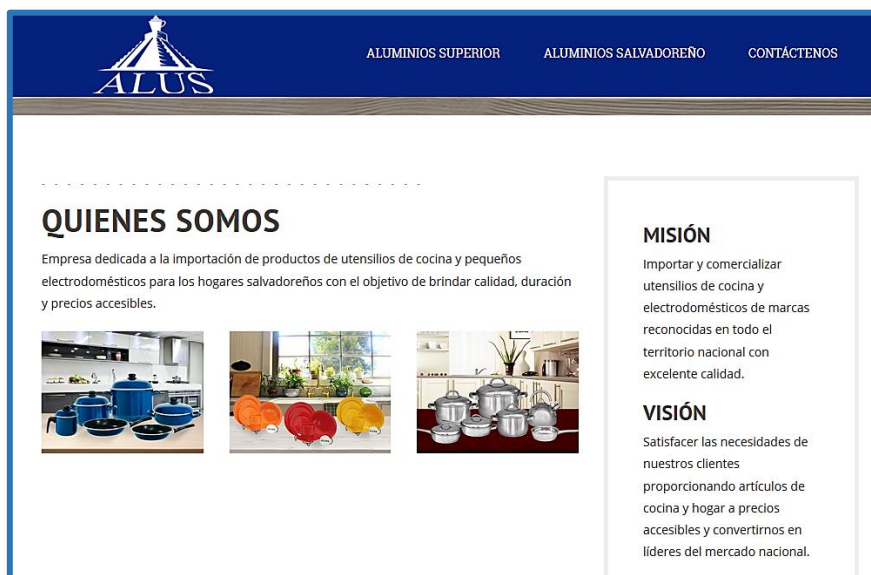 ALUS
ALUMINIOS SUPERIOR
ALUMINIOS SALVADOREÑO
CONTÁCTENOS
QUIENES SOMOS
Empresa dedicada a la importación de productos de utensilios de cocina y pequeños
electrodomésticos para los hogares salvadoreños con el objetivo de brindar calidad, duración
y precios accesibles.
MISIÓN
Importar y comercializar
utensilios de cocina y
electrodomésticos de marcas
reconocidas en todo el
territorio nacional con
excelente calidad.
VISIÓN
Satisfacer las necesidades de
nuestros clientes
proporcionando artículos de
cocina y hogar a precios
accesibles y convertirnos en
líderes del mercado nacional.